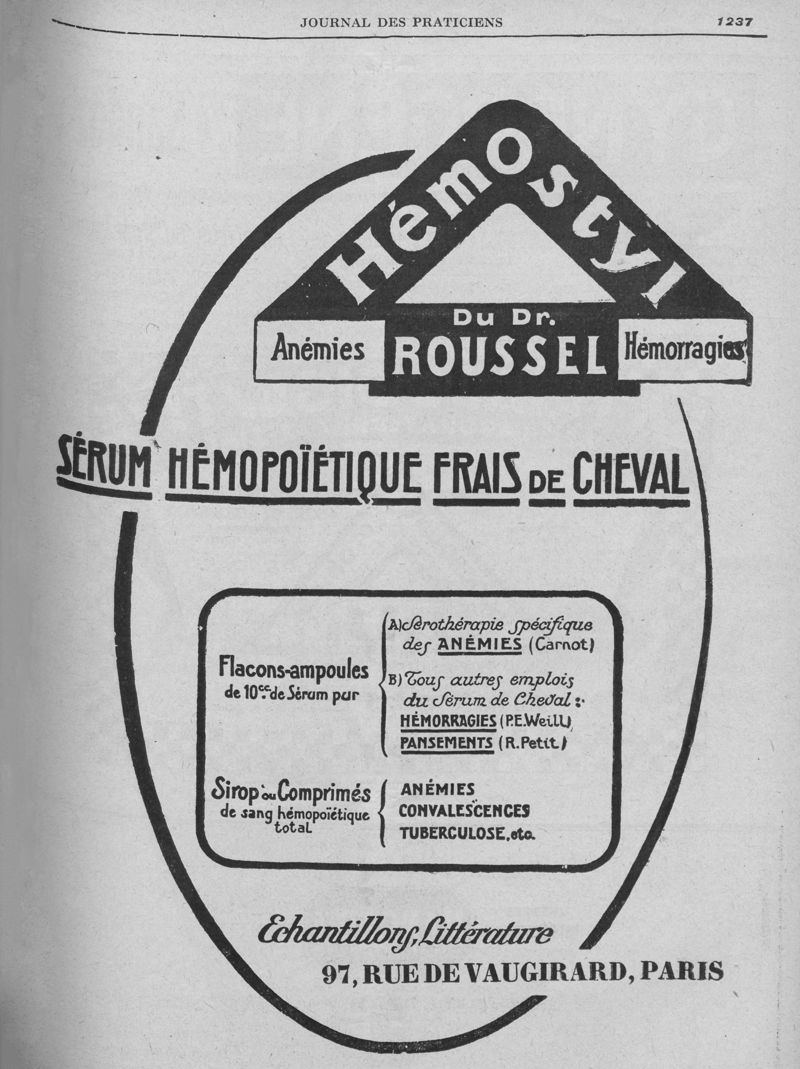 JOURNAL DES PRATICIENS 1237
Hémostyl
Du Dr.
Anémies ROUSSEL Hémorragies
SÉRUM HÉMOPOÏÉTIQUE FRAIS DE CHEVAL
A) Sérothérapie spécifique
des ANÉMIES (Carnot)
Flacons-ampoules
de 10cc. de Sérum pur
B) Tous autres emplois
du Sérum de Cheval :
HÉMORRAGIES (P.E.Weill)
PANSEMENTS (R.Petit)
Sirop ou Comprimés
de sang hémopoïétique
total
ANÉMIES
CONVALESCENCES
TUBERCULOSE, etc.
Echantillons, Littérature
97, RUE DE VAUGIRARD, PARIS